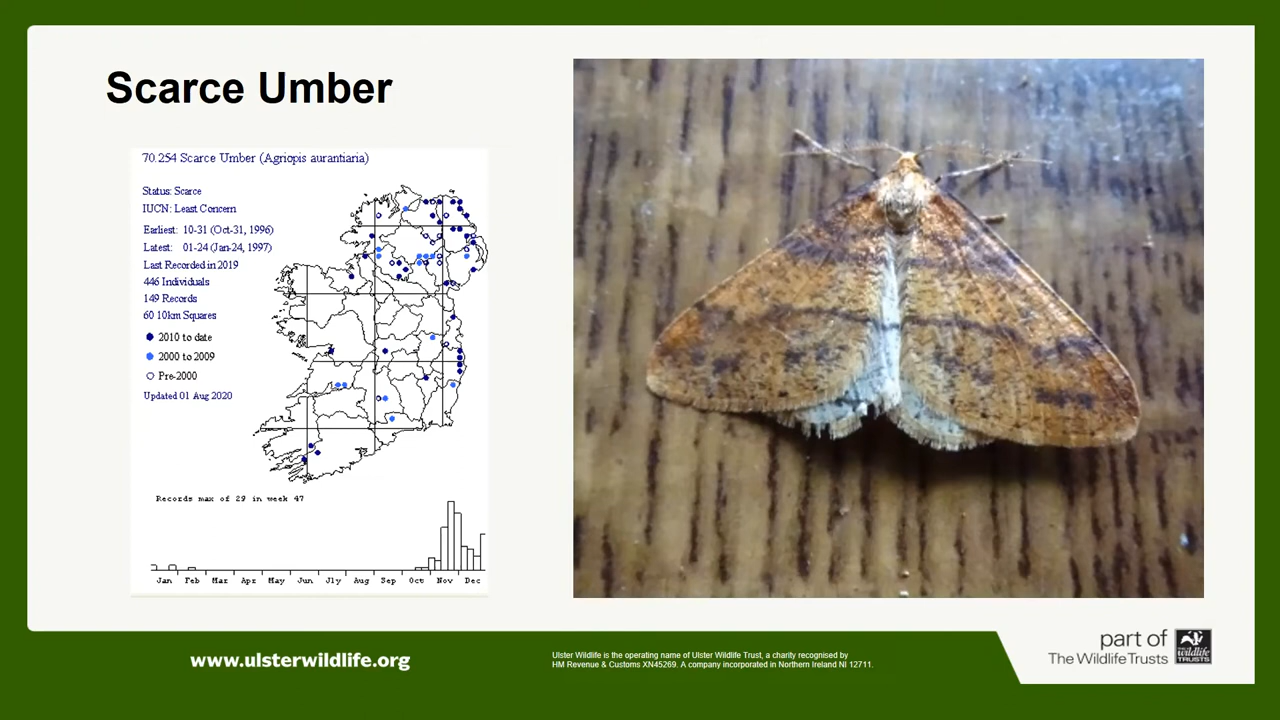 Scarce Umber
70.254 Scarce Umber (Agriopis aurantiaria)
Status: Scarce
IUCN: Least Concern
Earliest: 10-31 (Oct-31, 1996)
Latest: 01-24 (Jan-24, 1997)
Last Recorded in 2019
446 Individuals
149 Records
60 10km Squares
2010 to date
2000 to 2009
Pre-2000
Updated 01 Aug 2020
Records max of 29 in week 47
Jan Feb Mar Apr May Jun Jly Aug Sep Oct Nov Dec
www.ulsterwildlife.org
Ulster Wildlife is the operating name of Ulster Wildlife Trust, a charity recognised by
HM Revenue & Customs XN45269. A company incorporated in Northern Ireland NI 12711.
part of
The Wildlife Trusts
THE
wildlife
TRUSTS